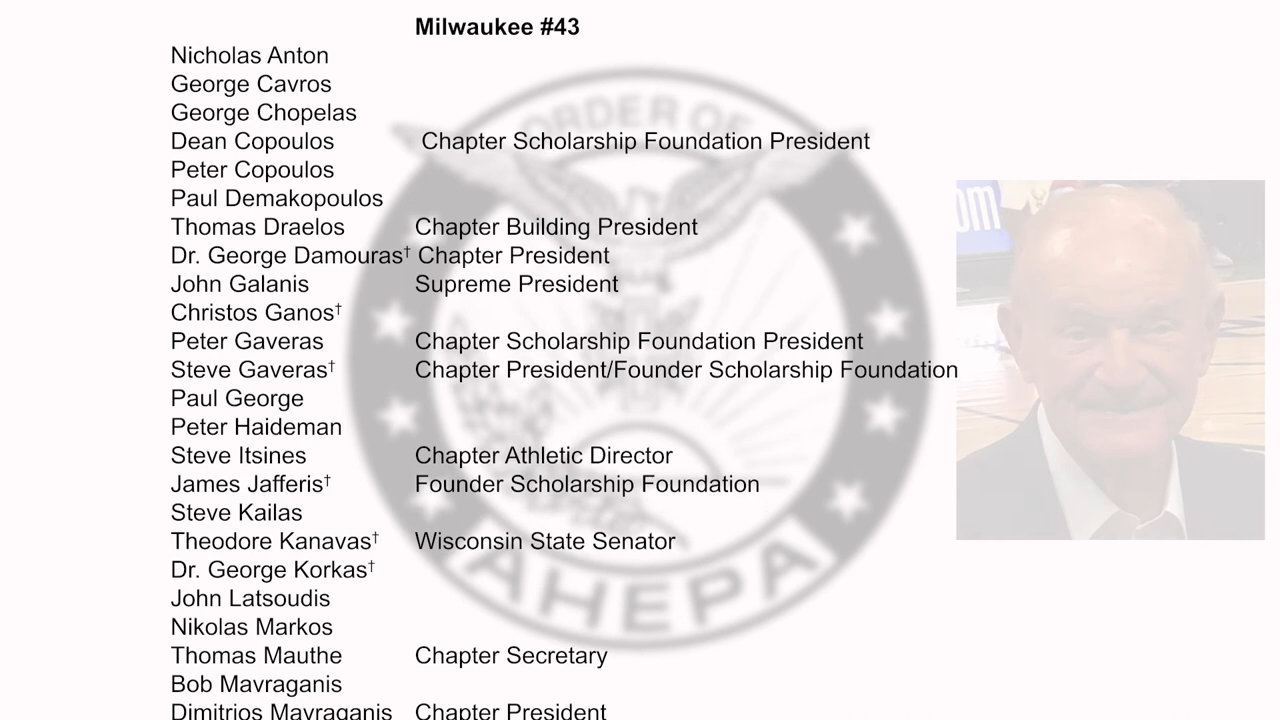 Milwaukee #43
Nicholas Anton
George Cavros
George Chopelas
Dean Copoulos Chapter Scholarship Foundation President
Peter Copoulos
Paul Demakopoulos
Thomas Draelos Chapter Building President
Dr. George Damouras† Chapter President
John Galanis Supreme President
Christos Ganos†
Peter Gaveras Chapter Scholarship Foundation President
Steve Gaveras† Chapter President/Founder Scholarship Foundation
Paul George
Peter Haideman
Steve Itsines Chapter Athletic Director
James Jafferis† Founder Scholarship Foundation
Steve Kailas
Theodore Kanavas† Wisconsin State Senator
Dr. George Korkas†
John Latsoudis
Nikolas Markos
Thomas Mauthe Chapter Secretary
Bob Mavraganis
Dimitrios Mavraganis Chapter President
ORDER OF
AHEPA
om